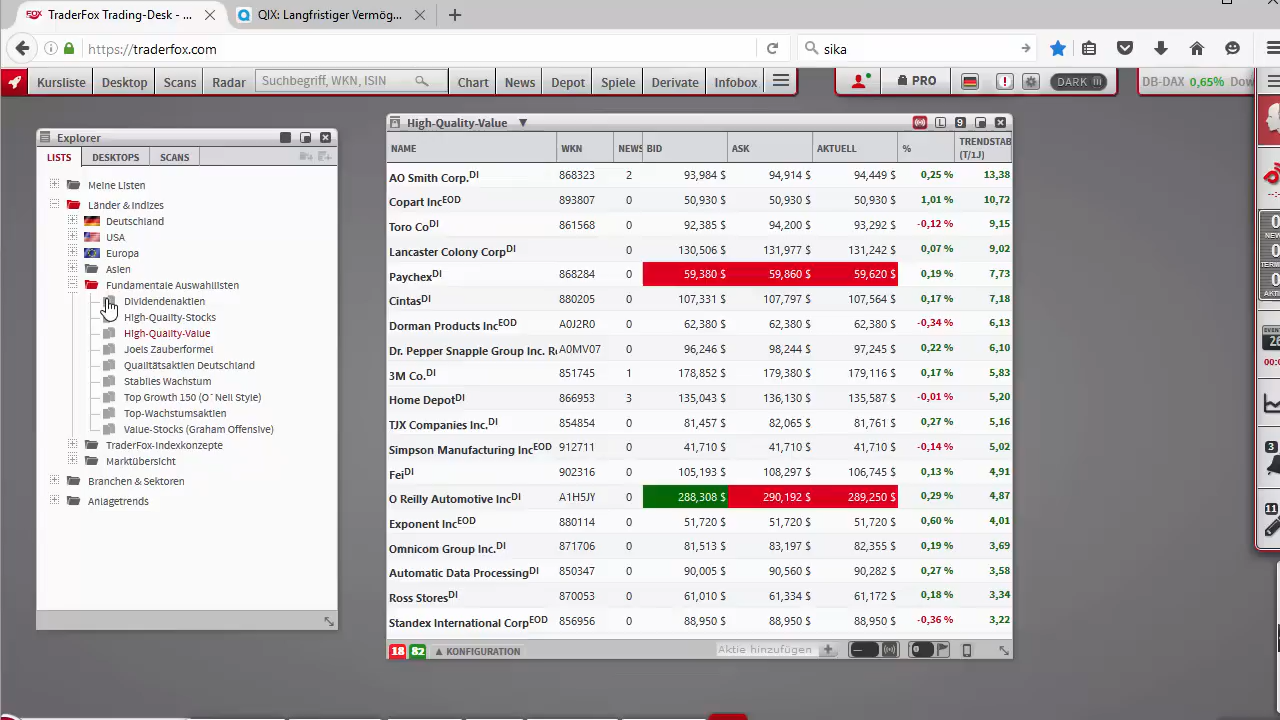 TraderFox Trading-Desk - ...
QIX: Langfristiger Vermög...
https://traderfox.com
sika
Kursliste Desktop Scans Radar Suchbegriff, WKN, ISIN Chart News Depot Spiele Derivate Infobox PRO DARK DB-DAX 0,65% Dow
Explorer
LISTS DESKTOPS SCANS
Meine Listen
Länder & Indizes
Deutschland
USA
Europa
Asien
Fundamentale Auswahllisten
Dividendenaktien
High-Quality-Stocks
High-Quality-Value
Joels Zauberformel
Qualitätsaktien Deutschland
Stabiles Wachstum
Top Growth 150 (O`Neil Style)
Top-Wachstumsaktien
Value-Stocks (Graham Offensive)
TraderFox-Indexkonzepte
Marktübersicht
Branchen & Sektoren
Anlagetrends
High-Quality-Value L 9
NAME WKN NEWS BID ASK AKTUELL % TRENDSTAB (T/1J)
AO Smith Corp.DI 868323 2 93,984 $ 94,914 $ 94,449 $ 0,25 % 13,38
Copart IncEOD 893807 0 50,930 $ 50,930 $ 50,930 $ 1,01 % 10,72
Toro CoDI 861568 0 92,385 $ 94,200 $ 93,292 $ -0,12 % 9,15
Lancaster Colony CorpDI 0 130,506 $ 131,977 $ 131,242 $ 0,07 % 9,02
PaychexDI 868284 0 59,380 $ 59,860 $ 59,620 $ 0,19 % 7,73
CintasDI 880205 0 107,331 $ 107,797 $ 107,564 $ 0,17 % 7,18
Dorman Products IncEOD A0J2R0 0 62,380 $ 62,380 $ 62,380 $ -0,34 % 6,13
Dr. Pepper Snapple Group Inc. R A0MV07 0 96,246 $ 98,244 $ 97,245 $ 0,22 % 6,10
3M Co.DI 851745 1 178,852 $ 179,380 $ 179,116 $ 0,17 % 5,83
Home DepotDI 866953 3 135,043 $ 136,130 $ 135,587 $ -0,01 % 5,20
TJX Companies Inc.DI 854854 0 81,457 $ 82,065 $ 81,761 $ 0,27 % 5,16
Simpson Manufacturing IncEOD 912711 0 41,710 $ 41,710 $ 41,710 $ -0,14 % 5,02
FeiDI 902316 0 105,193 $ 108,297 $ 106,745 $ 0,13 % 4,91
O Reilly Automotive IncDI A1H5JY 0 288,308 $ 290,192 $ 289,250 $ 0,29 % 4,87
Exponent IncEOD 880114 0 51,720 $ 51,720 $ 51,720 $ 0,60 % 4,01
Omnicom Group Inc.DI 871706 0 81,513 $ 83,197 $ 82,355 $ 0,19 % 3,69
Automatic Data ProcessingDI 850347 0 90,005 $ 90,560 $ 90,282 $ 0,27 % 3,58
Ross StoresDI 870053 0 61,010 $ 61,334 $ 61,172 $ 0,18 % 3,34
Standex International CorpEOD 856956 0 88,950 $ 88,950 $ 88,950 $ -0,36 % 3,22
18 82 KONFIGURATION Aktie hinzufügen 0